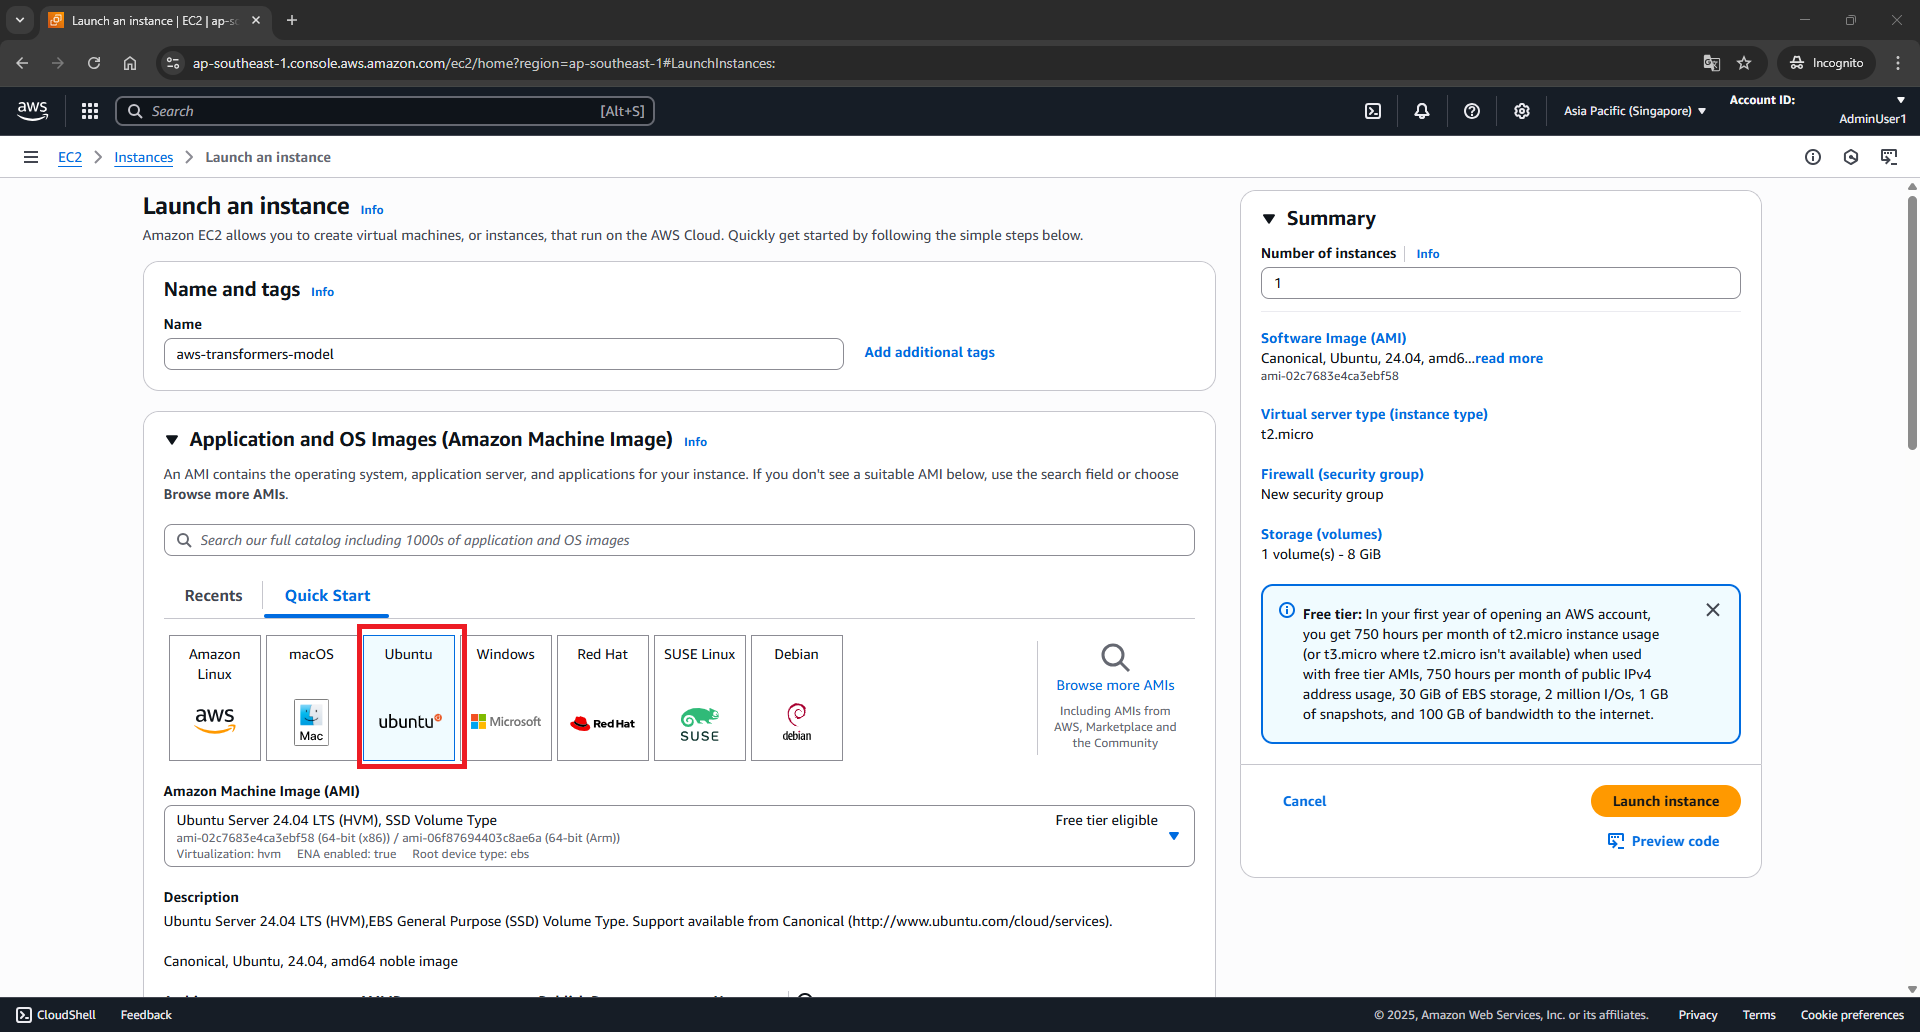 Launch an instance | EC2 | ap-s
ap-southeast-1.console.aws.amazon.com/ec2/home?region=ap-southeast-1#LaunchInstances:
Incognito
aws
Search
[Alt+S]
Asia Pacific (Singapore)
Account ID:
AdminUser1
EC2
Instances
Launch an instance
Launch an instance
Info
Amazon EC2 allows you to create virtual machines, or instances, that run on the AWS Cloud. Quickly get started by following the simple steps below.
Name and tags
Info
Name
aws-transformers-model
Add additional tags
Application and OS Images (Amazon Machine Image)
Info
An AMI contains the operating system, application server, and applications for your instance. If you don't see a suitable AMI below, use the search field or choose
Browse more AMIs.
Search our full catalog including 1000s of application and OS images
Recents
Quick Start
Amazon
Linux
aws
macOS
Mac
Ubuntu
ubuntu
Windows
Microsoft
Red Hat
Red Hat
SUSE Linux
SUSE
Debian
debian
Browse more AMIs
Including AMIs from
AWS, Marketplace and
the Community
Amazon Machine Image (AMI)
Ubuntu Server 24.04 LTS (HVM), SSD Volume Type
Free tier eligible
ami-02c7683e4ca3ebf58 (64-bit (x86)) / ami-06f87694403c8ae6a (64-bit (Arm))
Virtualization: hvm ENA enabled: true Root device type: ebs
Description
Ubuntu Server 24.04 LTS (HVM),EBS General Purpose (SSD) Volume Type. Support available from Canonical (http://www.ubuntu.com/cloud/services).
Canonical, Ubuntu, 24.04, amd64 noble image
Summary
Number of instances
Info
1
Software Image (AMI)
Canonical, Ubuntu, 24.04, amd6...read more
ami-02c7683e4ca3ebf58
Virtual server type (instance type)
t2.micro
Firewall (security group)
New security group
Storage (volumes)
1 volume(s) - 8 GiB
Free tier: In your first year of opening an AWS account,
you get 750 hours per month of t2.micro instance usage
(or t3.micro where t2.micro isn't available) when used
with free tier AMIs, 750 hours per month of public IPv4
address usage, 30 GiB of EBS storage, 2 million I/Os, 1 GB
of snapshots, and 100 GB of bandwidth to the internet.
Cancel
Launch instance
Preview code
CloudShell
Feedback
© 2025, Amazon Web Services, Inc. or its affiliates.
Privacy
Terms
Cookie preferences